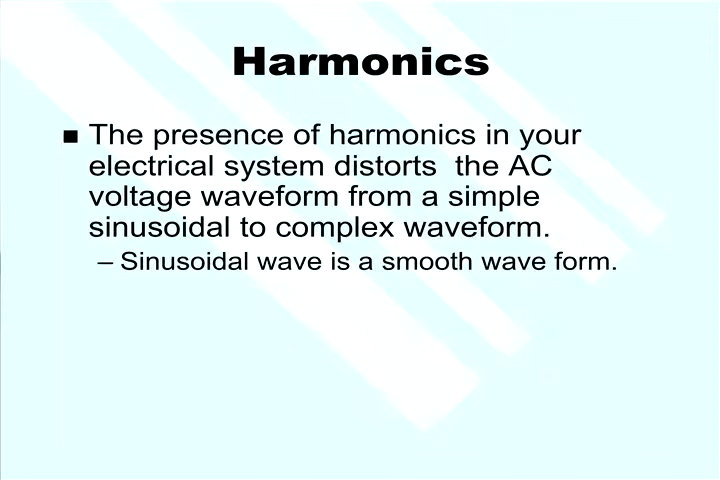 Harmonics
■ The presence of harmonics in your
electrical system distorts  the AC
voltage waveform from a simple
sinusoidal to complex waveform.
– Sinusoidal wave is a smooth wave form.